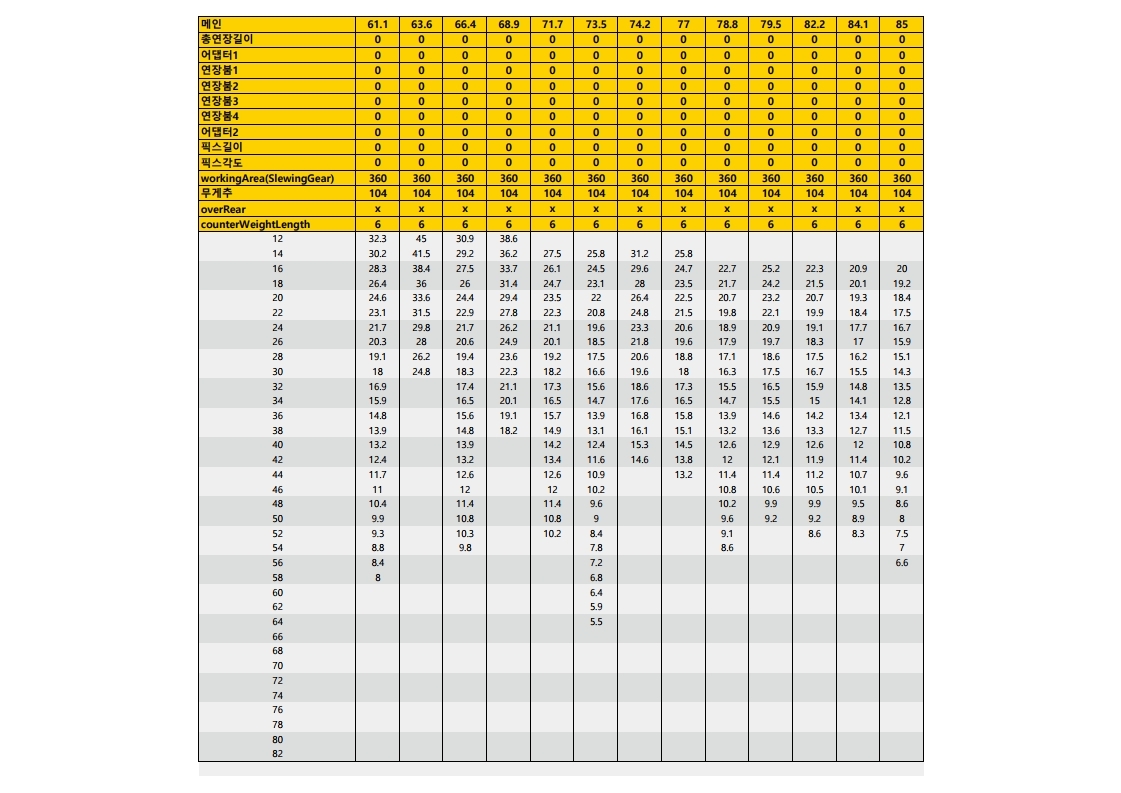 메인 61.1 63.6 66.4 68.9 71.7 73.5 74.2 77 78.8 79.5 82.2 84.1 85
총연장길이 0 0 0 0 0 0 0 0 0 0 0 0 0
어댑터1 0 0 0 0 0 0 0 0 0 0 0 0 0
연장붐1 0 0 0 0 0 0 0 0 0 0 0 0 0
연장붐2 0 0 0 0 0 0 0 0 0 0 0 0 0
연장붐3 0 0 0 0 0 0 0 0 0 0 0 0 0
연장붐4 0 0 0 0 0 0 0 0 0 0 0 0 0
어댑터2 0 0 0 0 0 0 0 0 0 0 0 0 0
픽스길이 0 0 0 0 0 0 0 0 0 0 0 0 0
픽스각도 0 0 0 0 0 0 0 0 0 0 0 0 0
workingArea(SlewingGear) 360 360 360 360 360 360 360 360 360 360 360 360 360
무게추 104 104 104 104 104 104 104 104 104 104 104 104 104
overRear x x x x x x x x x x x x x
counterWeightLength 6 6 6 6 6 6 6 6 6 6 6 6 6
12 32.3 45 30.9 38.6
14 30.2 41.5 29.2 36.2 27.5 25.8 31.2 25.8
16 28.3 38.4 27.5 33.7 26.1 24.5 29.6 24.7 22.7 25.2 22.3 20.9 20
18 26.4 36 26 31.4 24.7 23.1 28 23.5 21.7 24.2 21.5 20.1 19.2
20 24.6 33.6 24.4 29.4 23.5 22 26.4 22.5 20.7 23.2 20.7 19.3 18.4
22 23.1 31.5 22.9 27.8 22.3 20.8 24.8 21.5 19.8 22.1 19.9 18.4 17.5
24 21.7 29.8 21.7 26.2 21.1 19.6 23.3 20.6 18.9 20.9 19.1 17.7 16.7
26 20.3 28 20.6 24.9 20.1 18.5 21.8 19.6 17.9 19.7 18.3 17 15.9
28 19.1 26.2 19.4 23.6 19.2 17.5 20.6 18.8 17.1 18.6 17.5 16.2 15.1
30 18 24.8 18.3 22.3 18.2 16.6 19.6 18 16.3 17.5 16.7 15.5 14.3
32 16.9 17.4 21.1 17.3 15.6 18.6 17.3 15.5 16.5 15.9 14.8 13.5
34 15.9 16.5 20.1 16.5 14.7 17.6 16.5 14.7 15.5 15 14.1 12.8
36 14.8 15.6 19.1 15.7 13.9 16.8 15.8 13.9 14.6 14.2 13.4 12.1
38 13.9 14.8 18.2 14.9 13.1 16.1 15.1 13.2 13.6 13.3 12.7 11.5
40 13.2 13.9 14.2 12.4 15.3 14.5 12.6 12.9 12.6 12 10.8
42 12.4 13.2 13.4 11.6 14.6 13.8 12 12.1 11.9 11.4 10.2
44 11.7 12.6 12.6 10.9 13.2 11.4 11.4 11.2 10.7 9.6
46 11 12 12 10.2 10.8 10.6 10.5 10.1 9.1
48 10.4 11.4 11.4 9.6 10.2 9.9 9.9 9.5 8.6
50 9.9 10.8 10.8 9 9.6 9.2 9.2 8.9 8
52 9.3 10.3 10.2 8.4 9.1 8.6 8.3 7.5
54 8.8 9.8 7.8 8.6 7
56 8.4 7.2 6.6
58 8 6.8
60 6.4
62 5.9
64 5.5
66
68
70
72
74
76
78
80
82